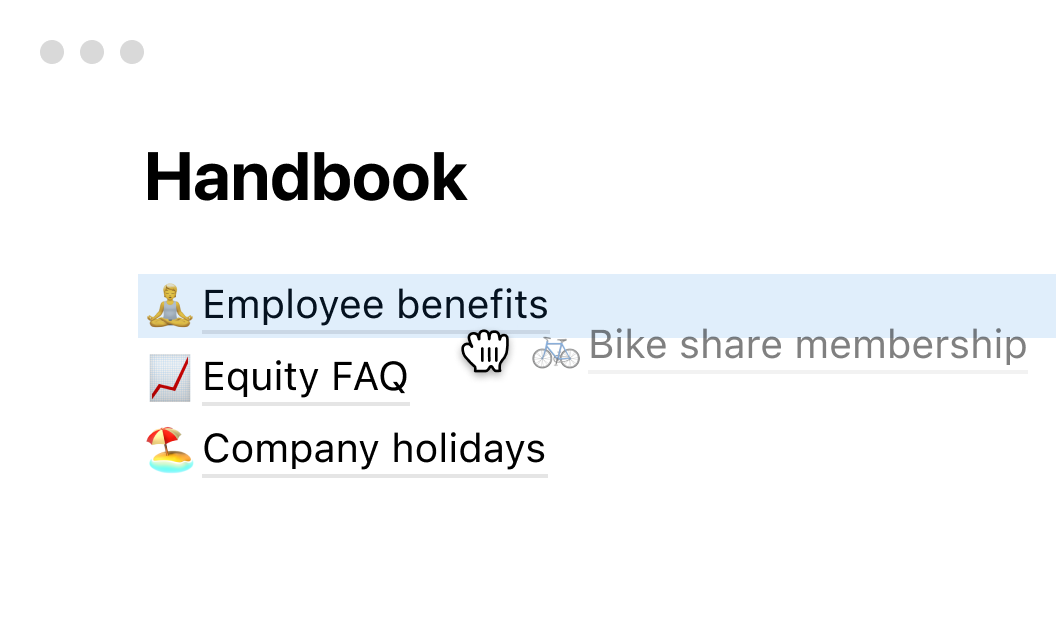 Handbook
Employee benefits
Bike share membership
Equity FAQ
Company holidays